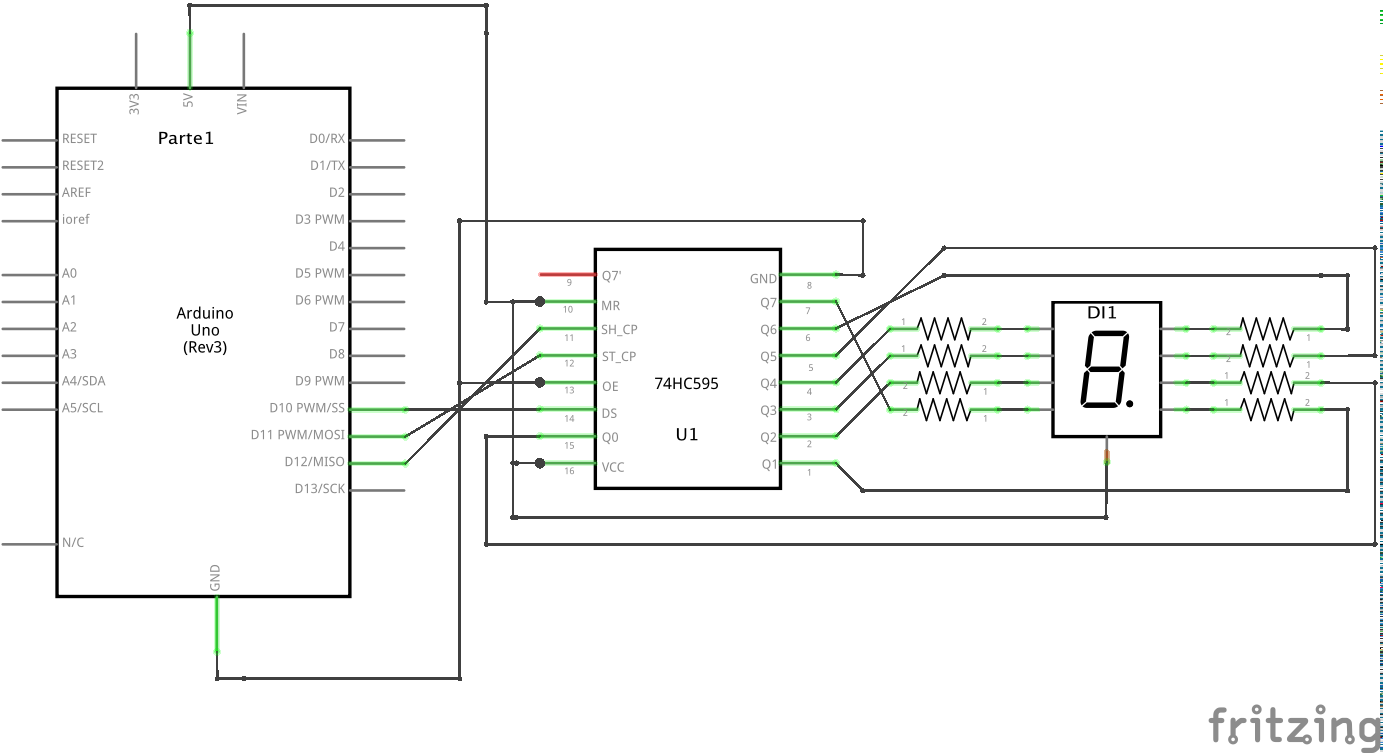 3V3
5V
VIN
Parte1
RESET
RESET2
AREF
ioref
A0
A1
A2
A3
A4/SDA
A5/SCL
N/C
Arduino
Uno
(Rev3)
D0/RX
D1/TX
D2
D3 PWM
D4
D5 PWM
D6 PWM
D7
D8
D9 PWM
D10 PWM/SS
D11 PWM/MOSI
D12/MISO
D13/SCK
GND
9
10
11
12
13
14
15
16
Q7'
MR
SH_CP
ST_CP
OE
DS
Q0
VCC
74HC595
U1
GND
Q7
Q6
Q5
Q4
Q3
Q2
Q1
8
7
6
5
4
3
2
1
1 2
1 2
2 1
2 1
DI1
2 1
2 1
1 2
1 2
fritzing